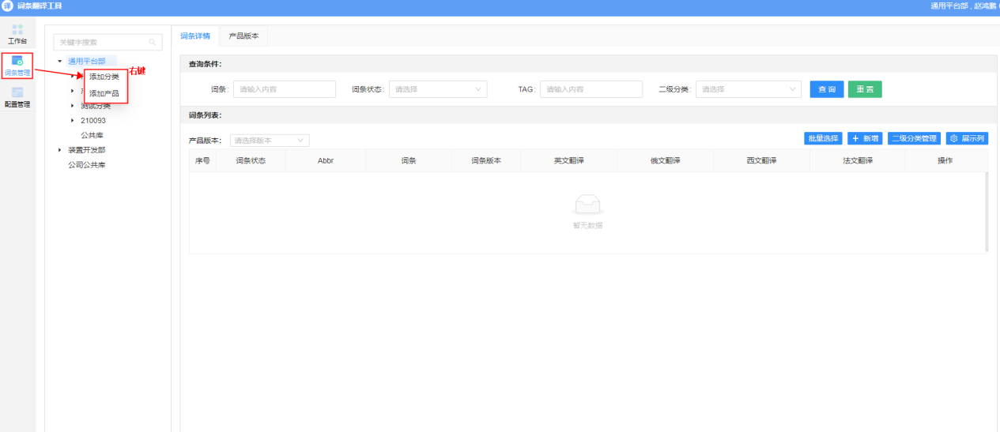 译 词条翻译工具
通用平台部 , 赵鸿鹏
工作台
词条管理
配置管理
关键字搜索
通用平台部
右键
添加分类
添加产品
测试分类
210093
公共库
装置开发部
公司公共库
词条详情 产品版本
查询条件:
词条: 请输入内容 词条状态: 请选择 TAG: 请输入内容 二级分类: 请选择 查 询 重 置
词条列表:
产品版本: 请选择版本 批量选择 + 新增 二级分类管理 展示列
序号 词条状态 Abbr 词条 词条版本 英文翻译 俄文翻译 西文翻译 法文翻译 操作
暂无数据